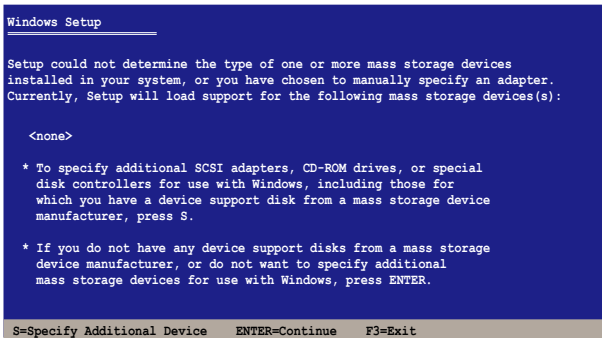 Windows Setup
Setup could not determine the type of one or more mass storage devices
installed in your system, or you have chosen to manually specify an adapter.
Currently, Setup will load support for the following mass storage devices(s):
<none>
* To specify additional SCSI adapters, CD-ROM drives, or special
disk controllers for use with Windows, including those for
which you have a device support disk from a mass storage device
manufacturer, press S.
* If you do not have any device support disks from a mass storage
device manufacturer, or do not want to specify additional
mass storage devices for use with Windows, press ENTER.
S=Specify Additional Device ENTER=Continue F3=Exit